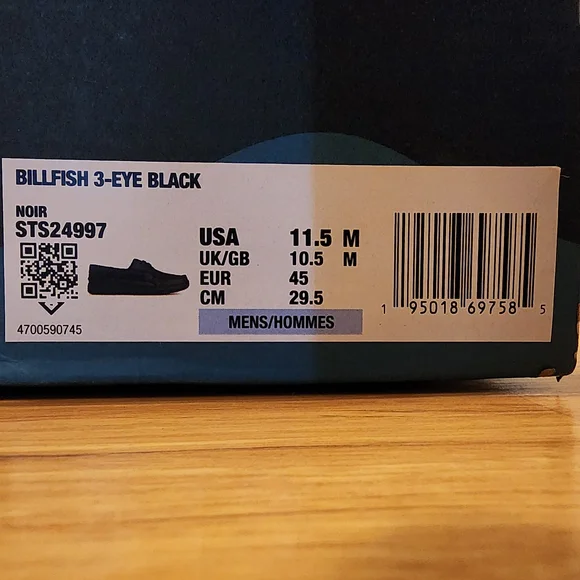 BILLFISH 3-EYE BLACK
NOIR
STS24997
USA 11.5 M
UK/GB 10.5 M
EUR 45
CM 29.5
MENS/HOMMES
4700590745
1 95018 69758 5